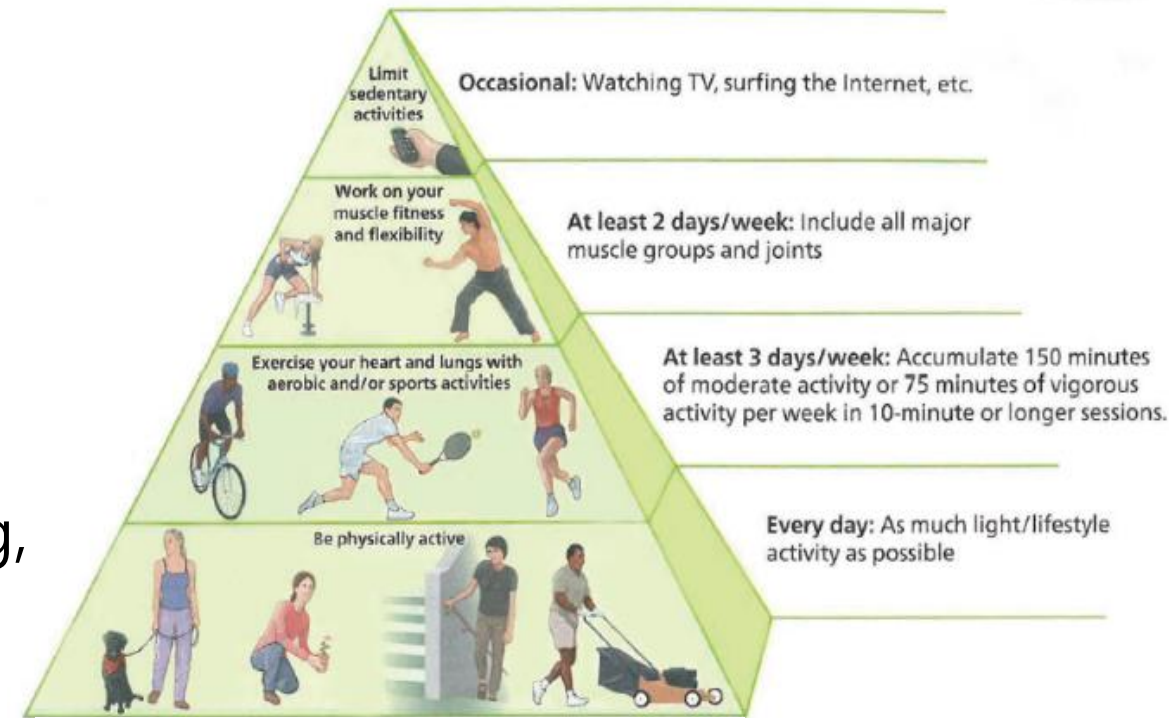 Limit
sedentary
activities
Occasional: Watching TV, surfing the Internet, etc.
Work on your
muscle fitness
and flexibility
At least 2 days/week: Include all major
muscle groups and joints
Exercise your heart and lungs with
aerobic and/or sports activities
At least 3 days/week: Accumulate 150 minutes
of moderate activity or 75 minutes of vigorous
activity per week in 10-minute or longer sessions.
g,
Be physically active
Every day: As much light/lifestyle
activity as possible